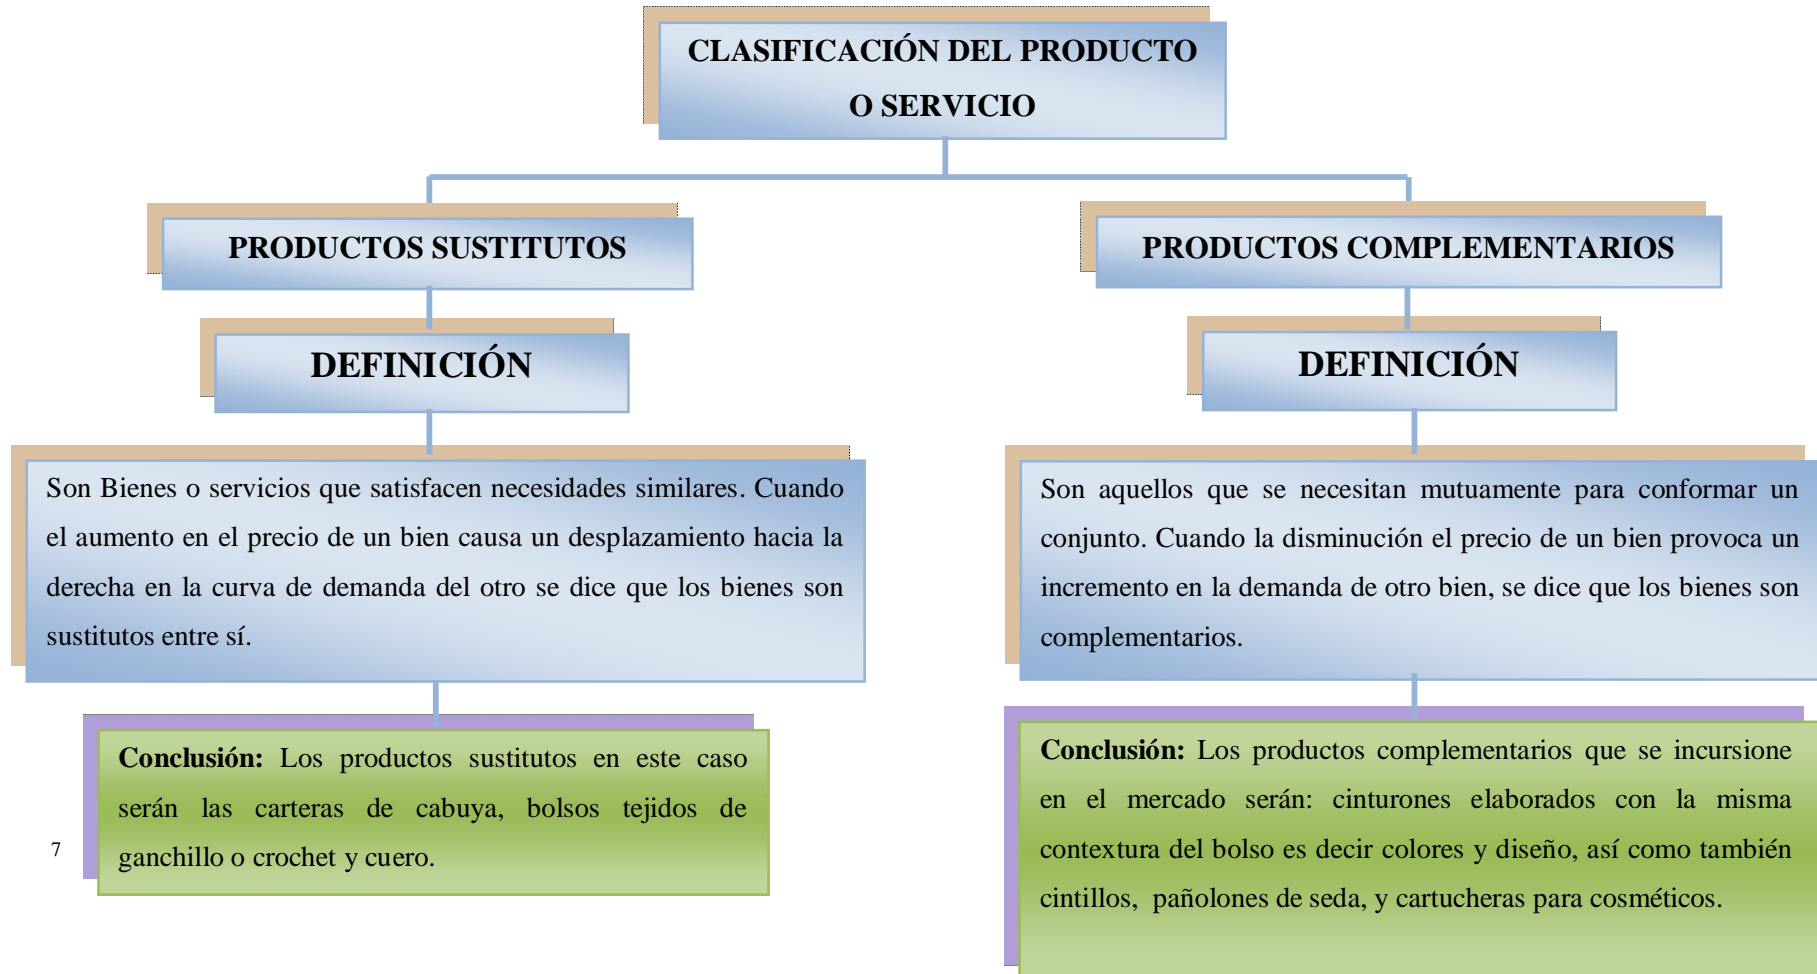 CLASIFICACIÓN DEL PRODUCTO
O SERVICIO
PRODUCTOS SUSTITUTOS
DEFINICIÓN
Son Bienes o servicios que satisfacen necesidades similares. Cuando
el aumento en el precio de un bien causa un desplazamiento hacia la
derecha en la curva de demanda del otro se dice que los bienes son
sustitutos entre sí.
Conclusión: Los productos sustitutos en este caso
serán las carteras de cabuya, bolsos tejidos de
ganchillo o crochet y cuero.
PRODUCTOS COMPLEMENTARIOS
DEFINICIÓN
Son aquellos que se necesitan mutuamente para conformar un
conjunto. Cuando la disminución el precio de un bien provoca un
incremento en la demanda de otro bien, se dice que los bienes son
complementarios.
Conclusión: Los productos complementarios que se incursione
en el mercado serán: cinturones elaborados con la misma
contextura del bolso es decir colores y diseño, así como también
cintillos, pañolones de seda, y cartucheras para cosméticos.
7